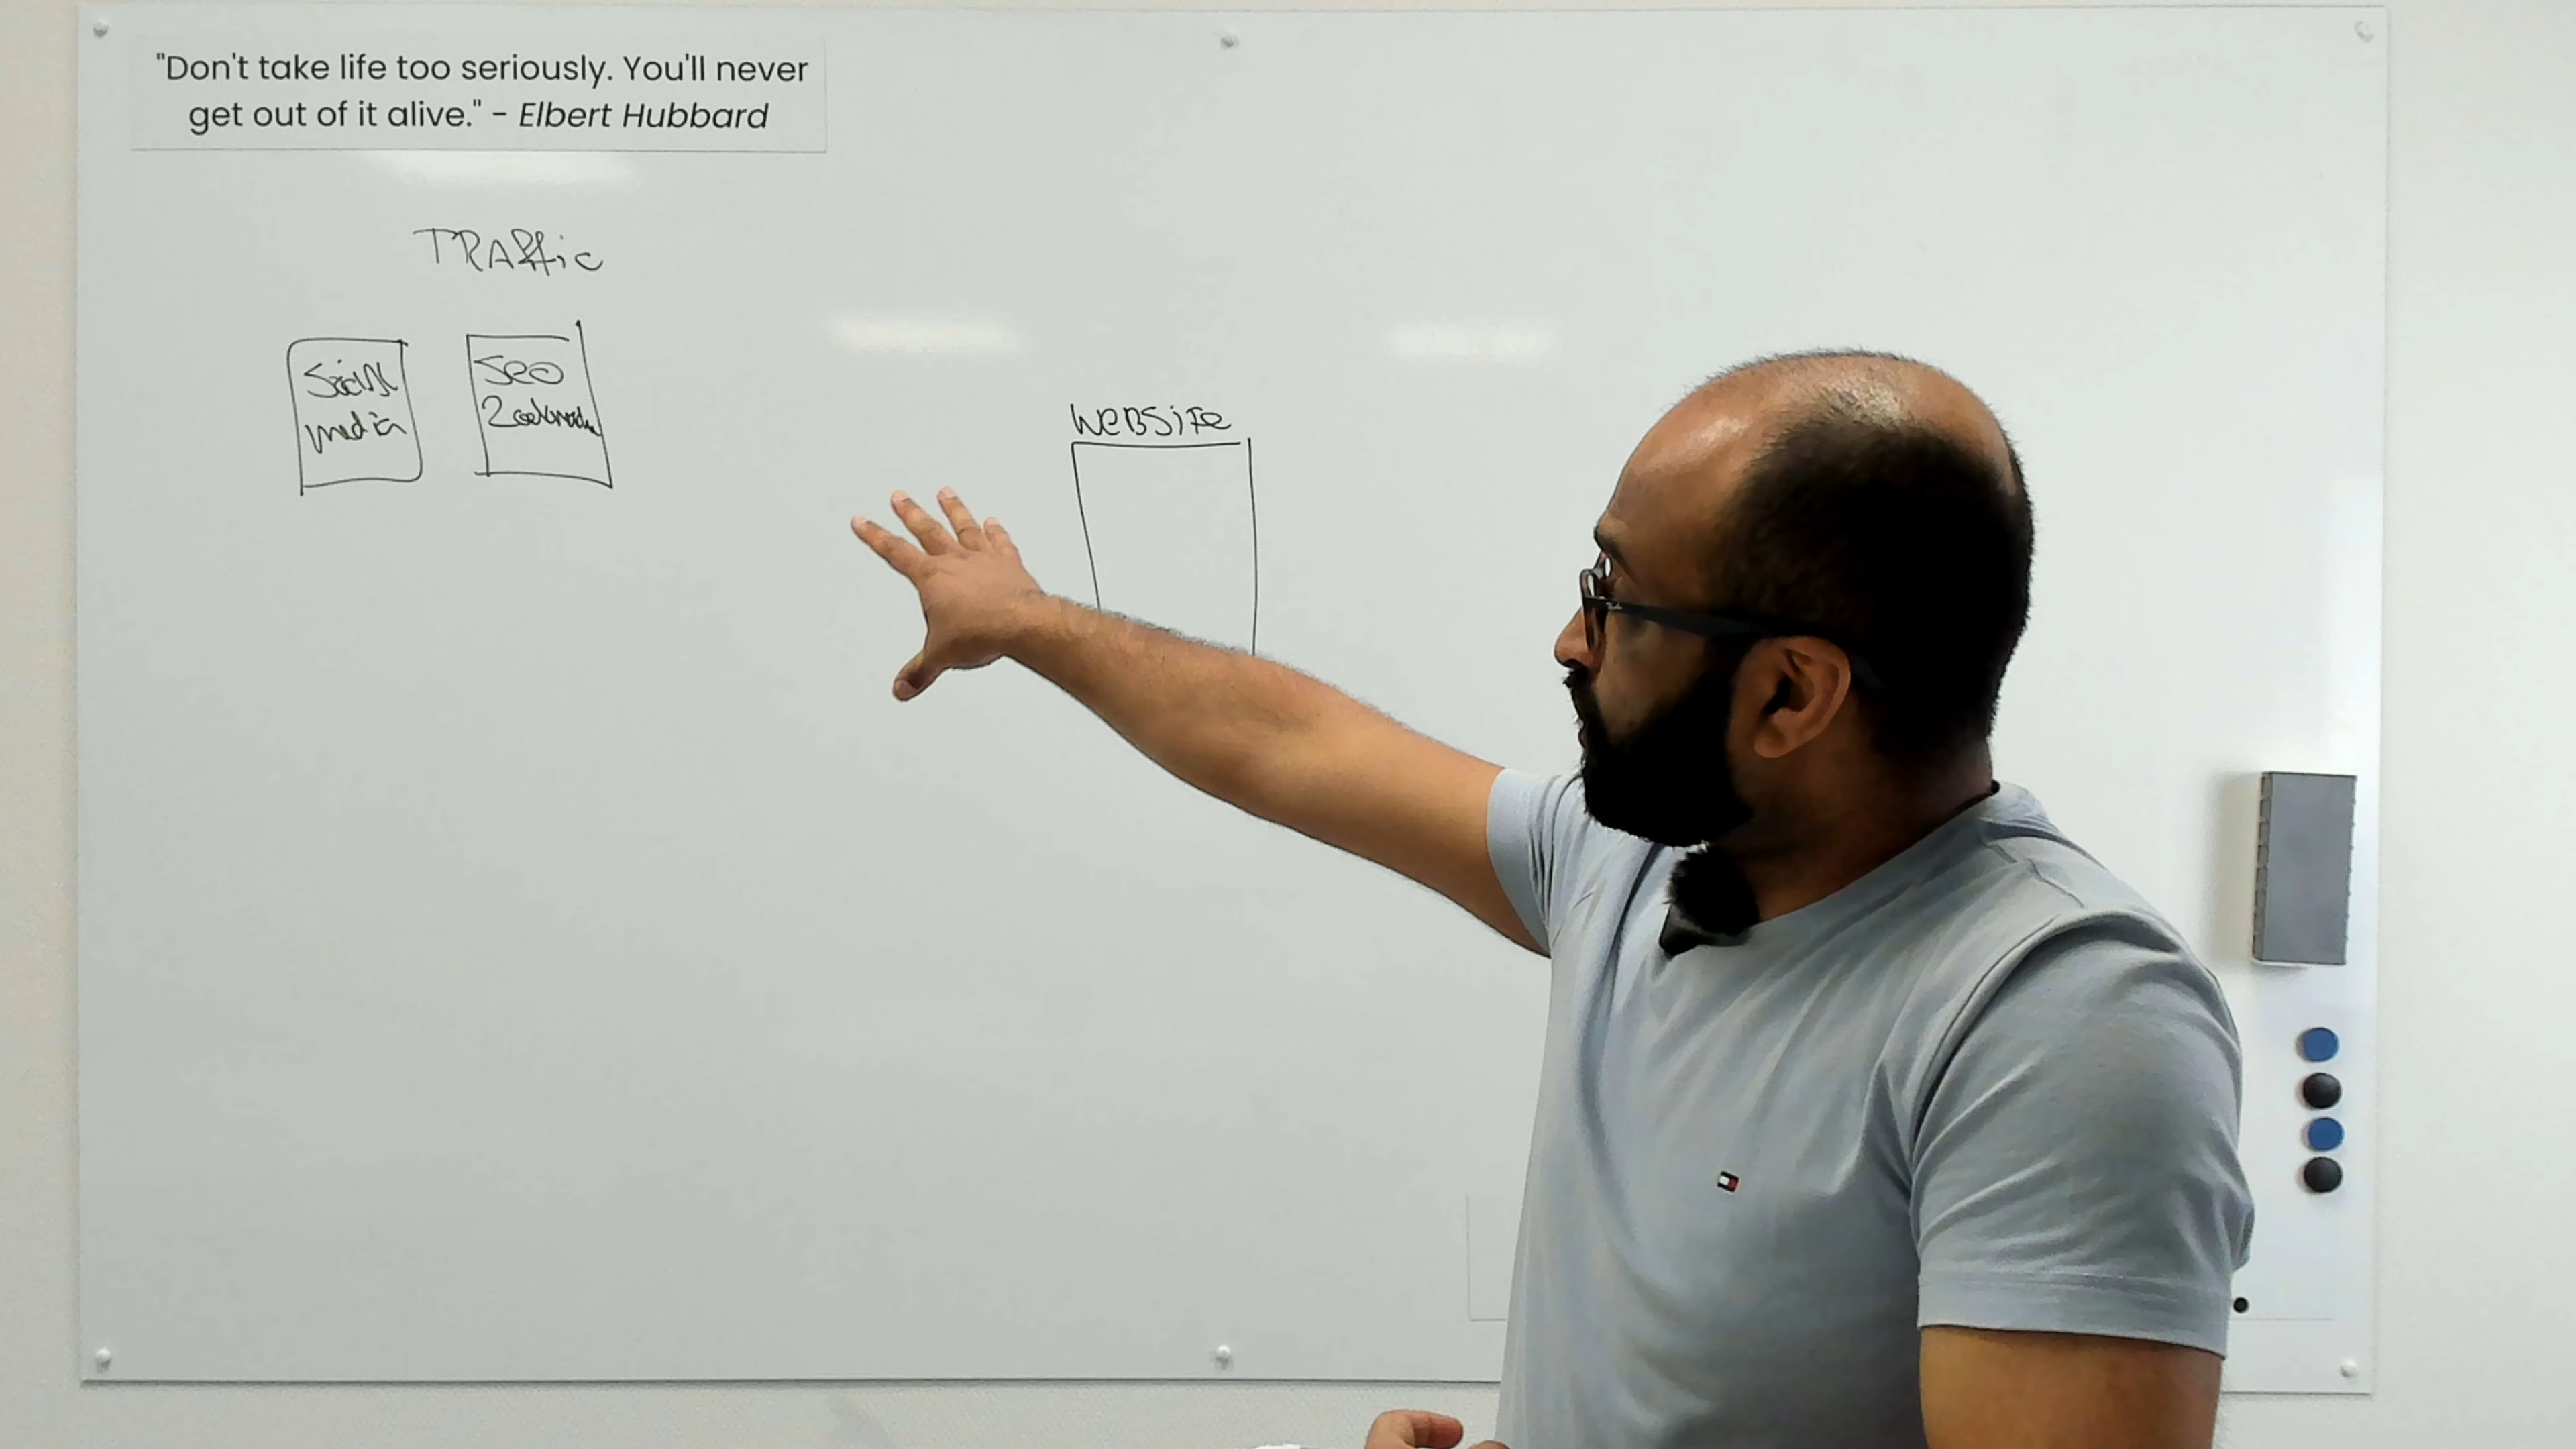 "Don't take life too seriously. You'll never
get out of it alive." - Elbert Hubbard
TRAffic
Social
media
Seo
Zoekwoorden
WEBSiTe